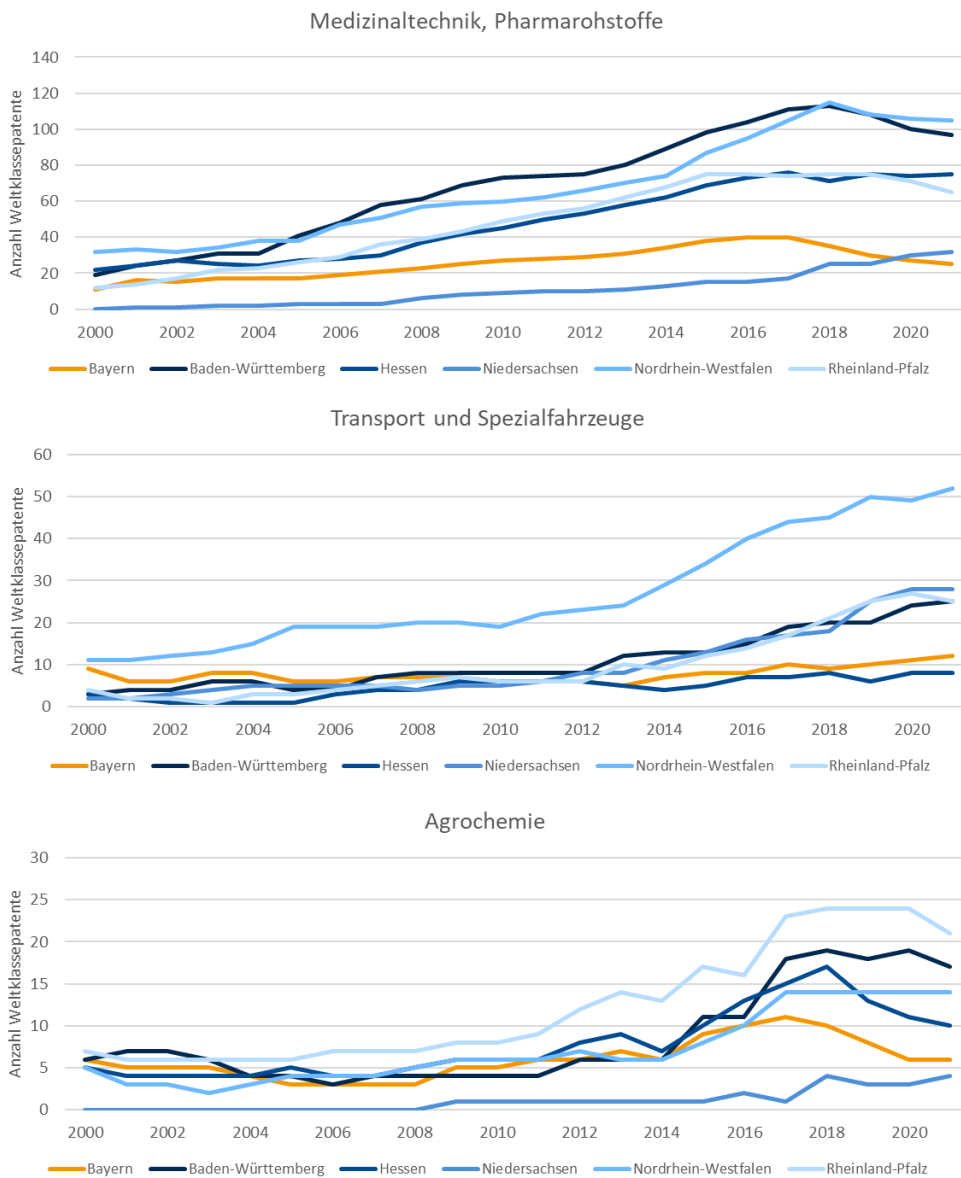 Medizinaltechnik, Pharmarohstoffe
Anzahl Weltklassepatente
140
120
100
80
60
40
20
0
2000 2002 2004 2006 2008 2010 2012 2014 2016 2018 2020
Bayern Baden-Württemberg Hessen Niedersachsen Nordrhein-Westfalen Rheinland-Pfalz
Transport und Spezialfahrzeuge
Anzahl Weltklassepatente
60
50
40
30
20
10
0
2000 2002 2004 2006 2008 2010 2012 2014 2016 2018 2020
Bayern Baden-Württemberg Hessen Niedersachsen Nordrhein-Westfalen Rheinland-Pfalz
Agrochemie
Anzahl Weltklassepatente
30
25
20
15
10
5
0
2000 2002 2004 2006 2008 2010 2012 2014 2016 2018 2020
Bayern Baden-Württemberg Hessen Niedersachsen Nordrhein-Westfalen Rheinland-Pfalz